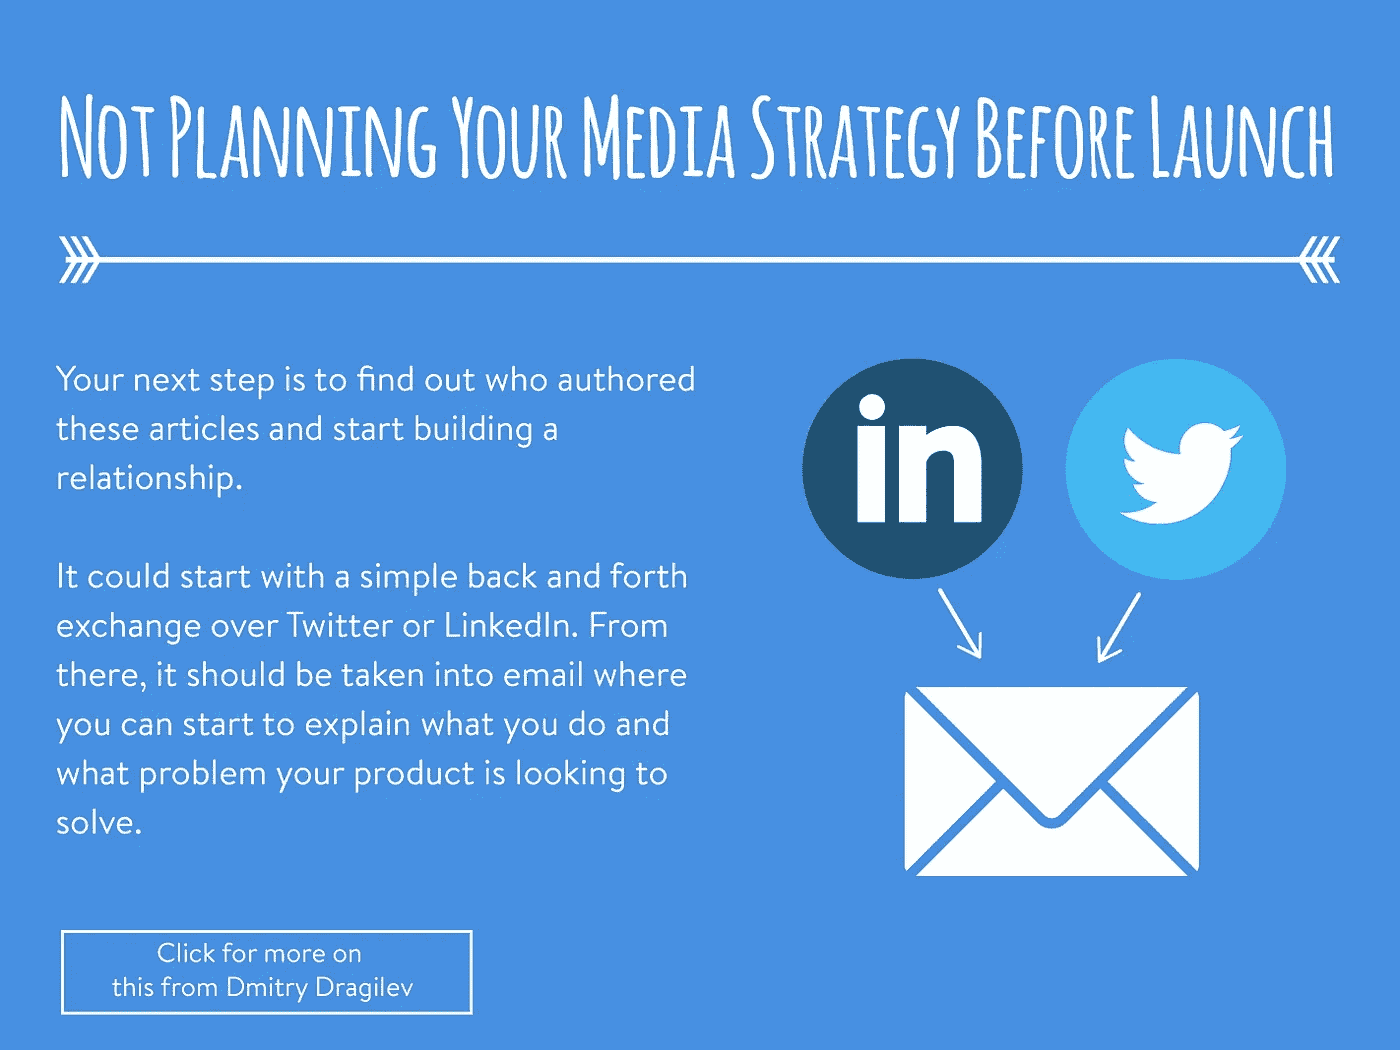 Not Planning Your Media Strategy Before Launch
Your next step is to find out who authored
these articles and start building a
relationship.
It could start with a simple back and forth
exchange over Twitter or LinkedIn. From
there, it should be taken into email where
you can start to explain what you do and
what problem your product is looking to
solve.
in
Click for more on
this from Dmitry Dragilev